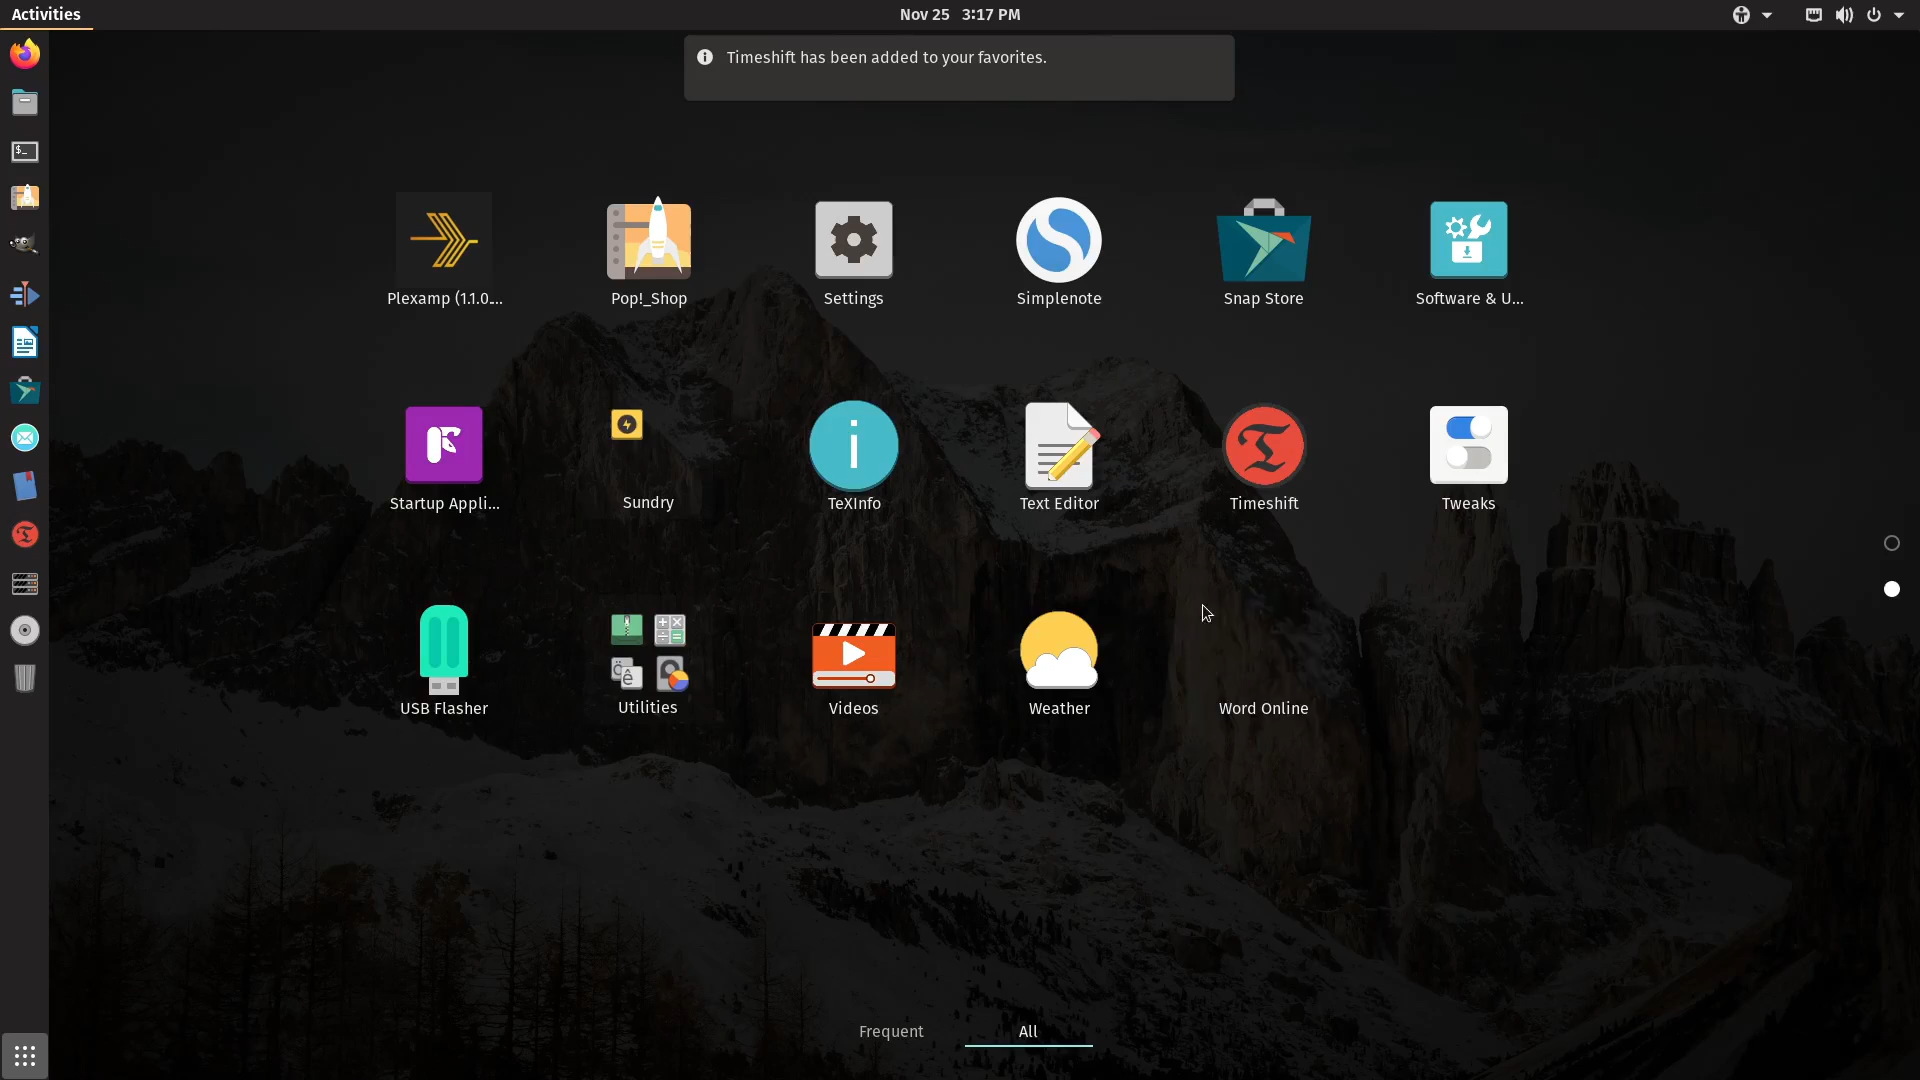 Activities
Nov 25 3:17 PM
Timeshift has been added to your favorites.
Plexamp (1.1.0....
Pop!_Shop
Settings
Simplenote
Snap Store
Software & U...
Startup Appli...
Sundry
TeXInfo
Text Editor
Timeshift
Tweaks
USB Flasher
Utilities
Videos
Weather
Word Online
Frequent
All